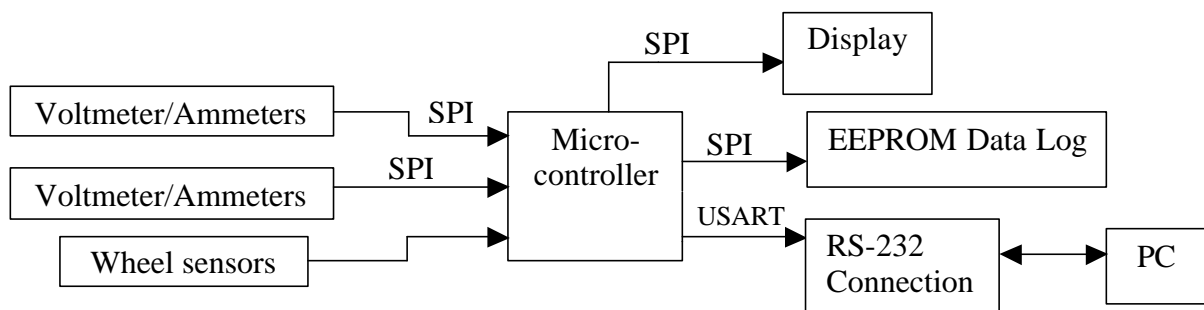 SPI
Display
Voltmeter/Ammeters
SPI
Micro-
controller
SPI
EEPROM Data Log
Voltmeter/Ammeters
SPI
USART
Wheel sensors
RS-232
Connection
PC